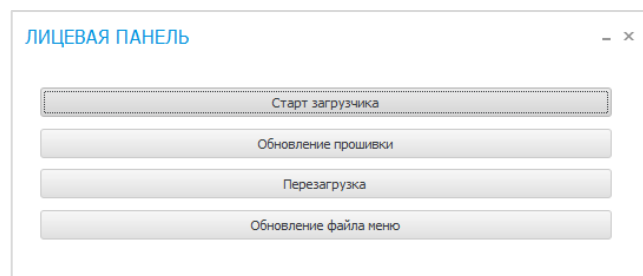 ЛИЦЕВАЯ ПАНЕЛЬ
Старт загрузчика
Обновление прошивки
Перезагрузка
Обновление файла меню